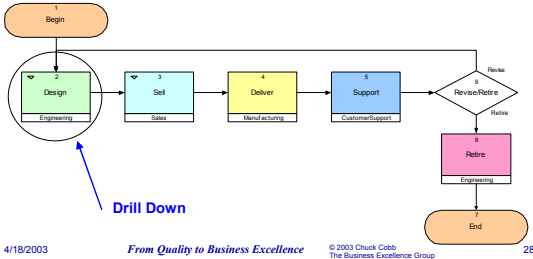 1
Begin
Revise
2
Design
Engineering
3
Sell
Sales
4
Deliver
Manufacturing
5
Support
CustomerSupport
6
Revise/Retire
Retire
8
Retire
Engineering
Drill Down
7
End
4/18/2003
From Quality to Business Excellence
© 2003 Chuck Cobb
The Business Excellence Group
28